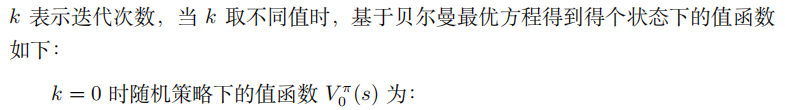 k 表示迭代次数，当 k 取不同值时，基于贝尔曼最优方程得到得个状态下的值函数
如下：
k = 0 时随机策略下的值函数 V₀^π(s) 为：